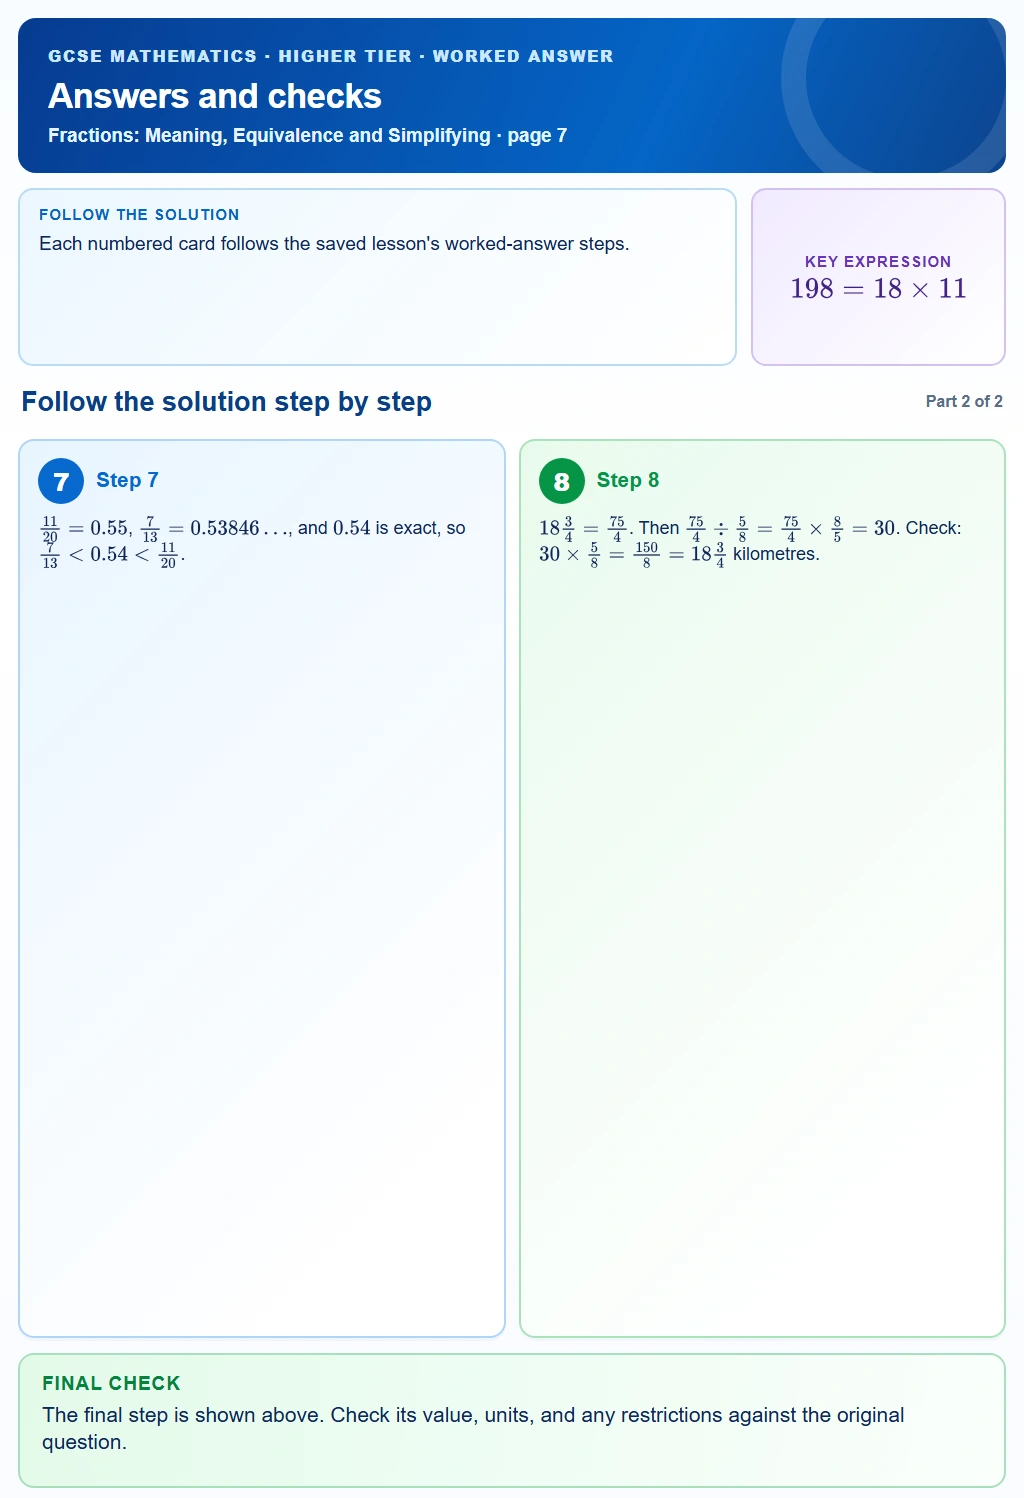 GCSE MATHEMATICS · HIGHER TIER · WORKED ANSWER
Answers and checks
Fractions: Meaning, Equivalence and Simplifying · page 7
FOLLOW THE SOLUTION
Each numbered card follows the saved lesson's worked-answer steps.
KEY EXPRESSION
198 = 18 × 11
Follow the solution step by step
Part 2 of 2
7 Step 7
11/20 = 0.55, 7/13 = 0.53846…, and 0.54 is exact, so
7/13 < 0.54 < 11/20.
8 Step 8
18 3/4 = 75/4. Then 75/4 ÷ 5/8 = 75/4 × 8/5 = 30. Check:
30 × 5/8 = 150/8 = 18 3/4 kilometres.
FINAL CHECK
The final step is shown above. Check its value, units, and any restrictions against the original
question.